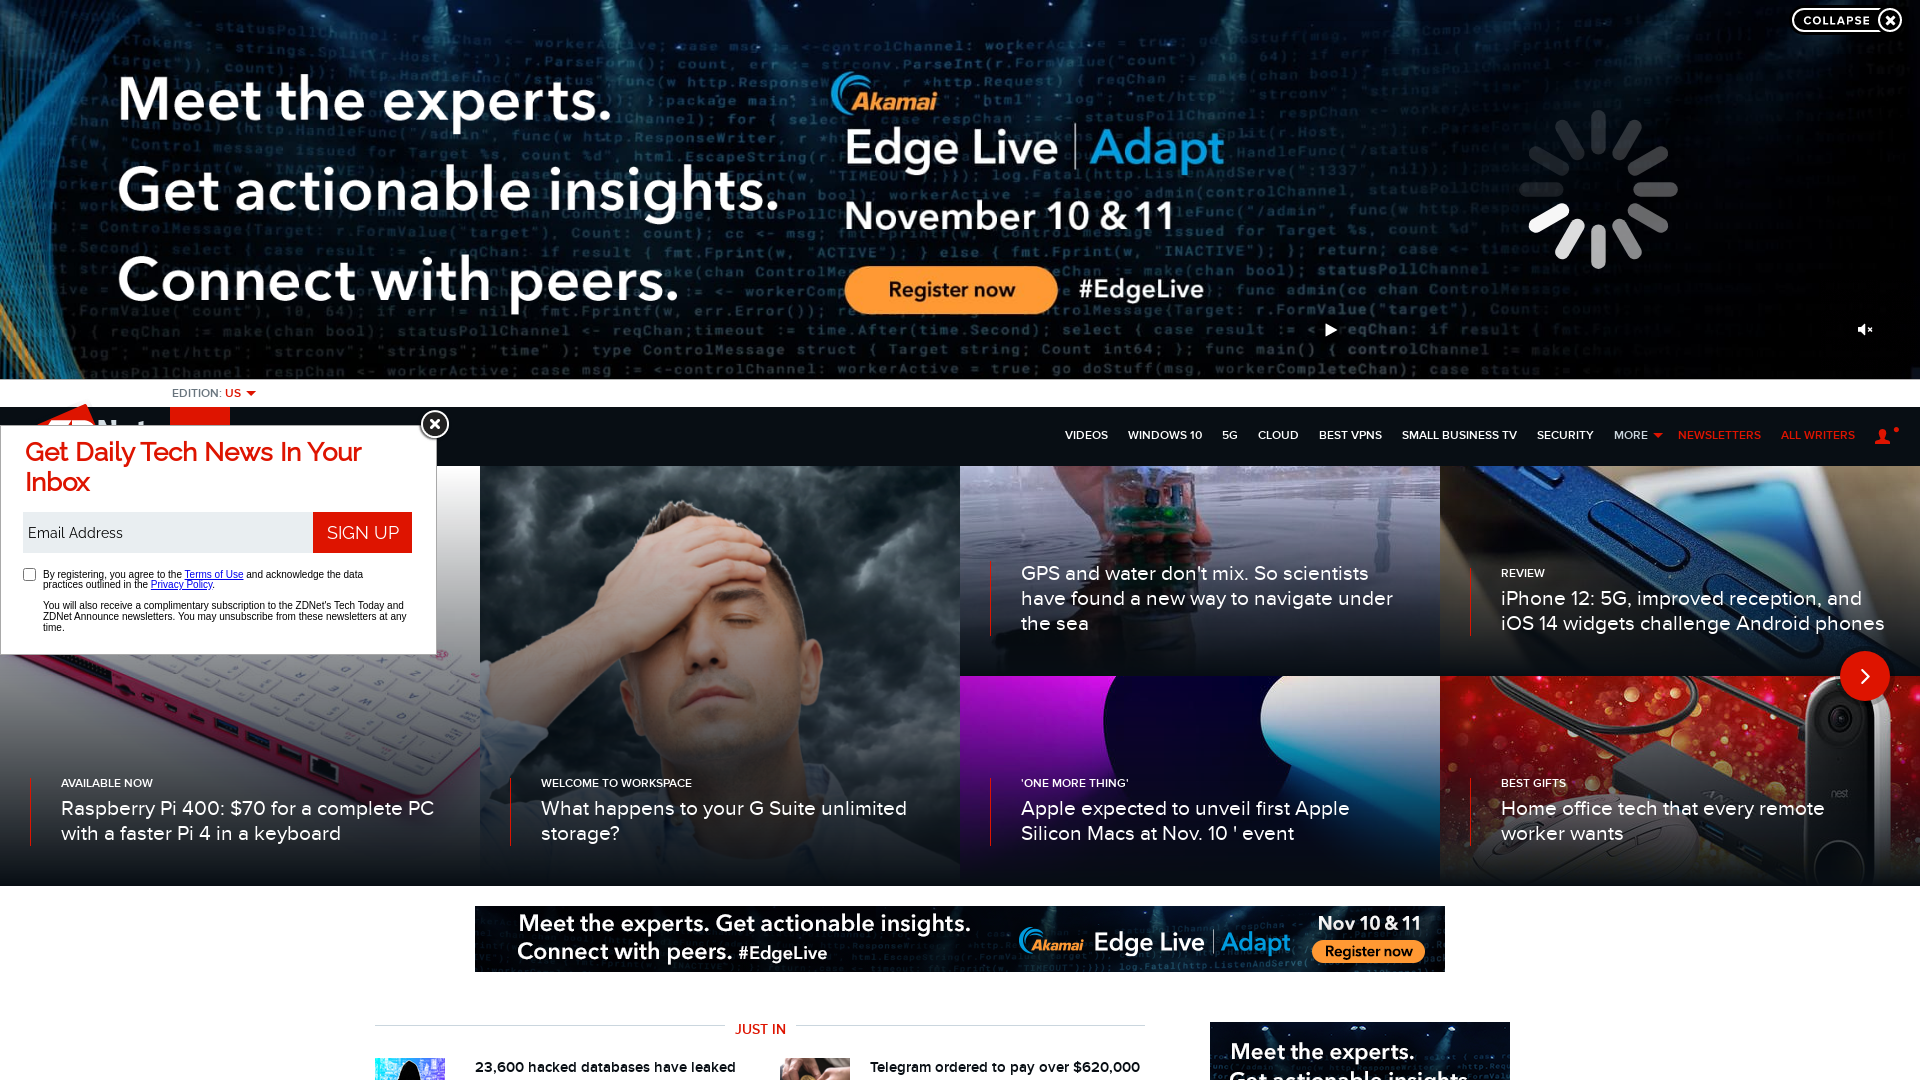 COLLAPSE
Meet the experts.
Get actionable insights.
Connect with peers.
Akamai
Edge Live | Adapt
November 10 & 11
Register now
#EdgeLive
EDITION: US
VIDEOS
WINDOWS 10
5G
CLOUD
BEST VPNS
SMALL BUSINESS TV
SECURITY
MORE
NEWSLETTERS
ALL WRITERS
Get Daily Tech News In Your
Inbox
Email Address
SIGN UP
By registering, you agree to the Terms of Use and acknowledge the data
practices outlined in the Privacy Policy.
You will also receive a complimentary subscription to the ZDNet's Tech Today and
ZDNet Announce newsletters. You may unsubscribe from these newsletters at any
time.
GPS and water don't mix. So scientists
have found a new way to navigate under
the sea
REVIEW
iPhone 12: 5G, improved reception, and
iOS 14 widgets challenge Android phones
AVAILABLE NOW
Raspberry Pi 400: $70 for a complete PC
with a faster Pi 4 in a keyboard
WELCOME TO WORKSPACE
What happens to your G Suite unlimited
storage?
'ONE MORE THING'
Apple expected to unveil first Apple
Silicon Macs at Nov. 10 ' event
BEST GIFTS
Home office tech that every remote
worker wants
nest
Meet the experts. Get actionable insights.
Connect with peers. #EdgeLive
Akamai
Edge Live | Adapt
Nov 10 & 11
Register now
JUST IN
23,600 hacked databases have leaked
Telegram ordered to pay over $620,000
Meet the experts.
Get actionable insights.